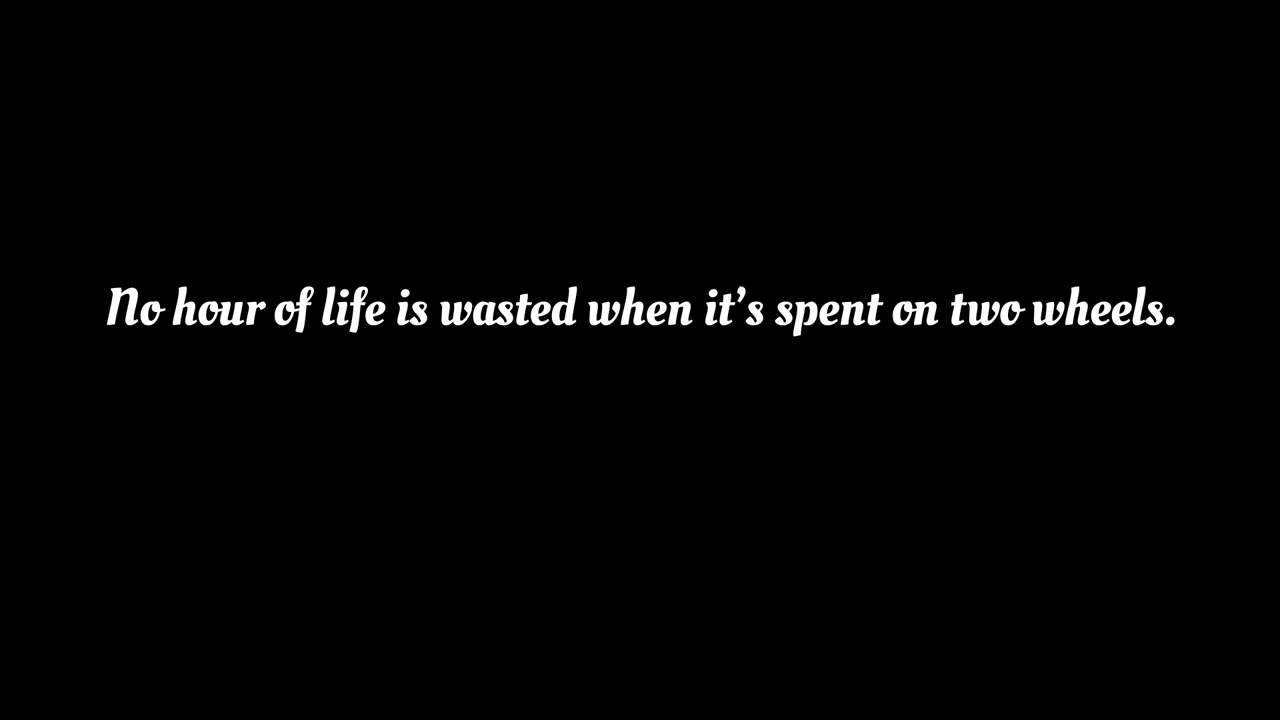 No hour of life is wasted when it’s spent on two wheels.